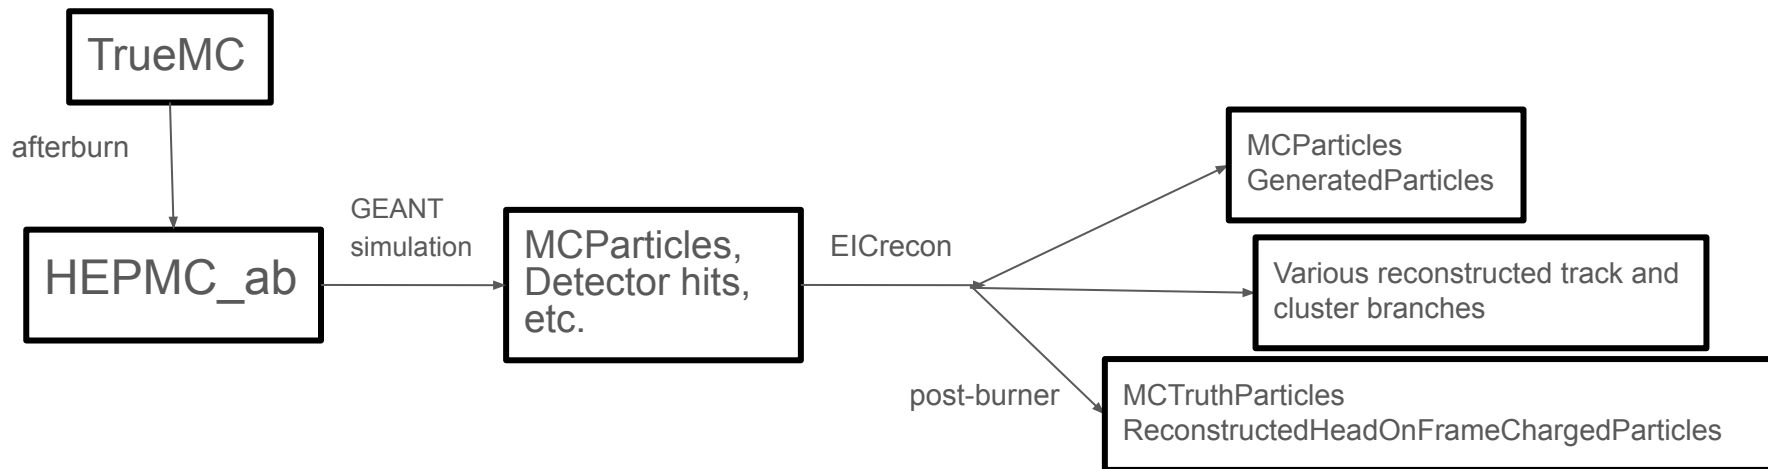 TrueMC
afterburn
HEPMC_ab
GEANT
simulation
MCParticles,
Detector hits,
etc.
EICrecon
MCParticles
GeneratedParticles
Various reconstructed track and
cluster branches
post-burner
MCTruthParticles
ReconstructedHeadOnFrameChargedParticles